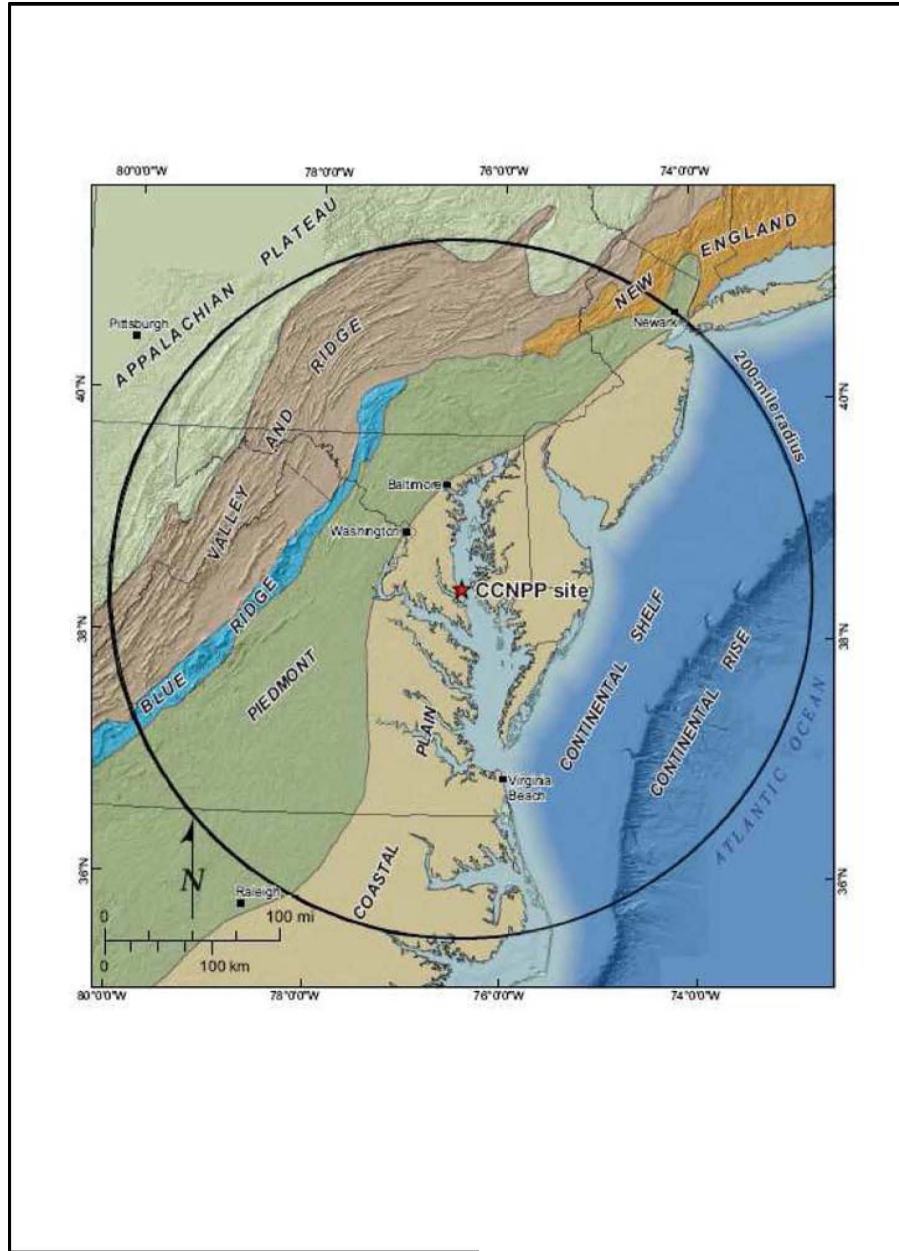 80°0'0"W 78°0'0"W 76°0'0"W 74°0'0"W
APPALACHIAN PLATEAU
NEW ENGLAND
Pittsburgh
Newark
VALLEY AND RIDGE
200-mile radius
40°N 40°N
Baltimore
Washington
CCNPP site
38°N 38°N
BLUE RIDGE
PIEDMONT
CONTINENTAL SHELF
CONTINENTAL RISE
COASTAL PLAIN
ATLANTIC OCEAN
Virginia
Beach
36°N 36°N
N
Raleigh
0 100 mi
0 100 km
80°0'0"W 78°0'0"W 76°0'0"W 74°0'0"W